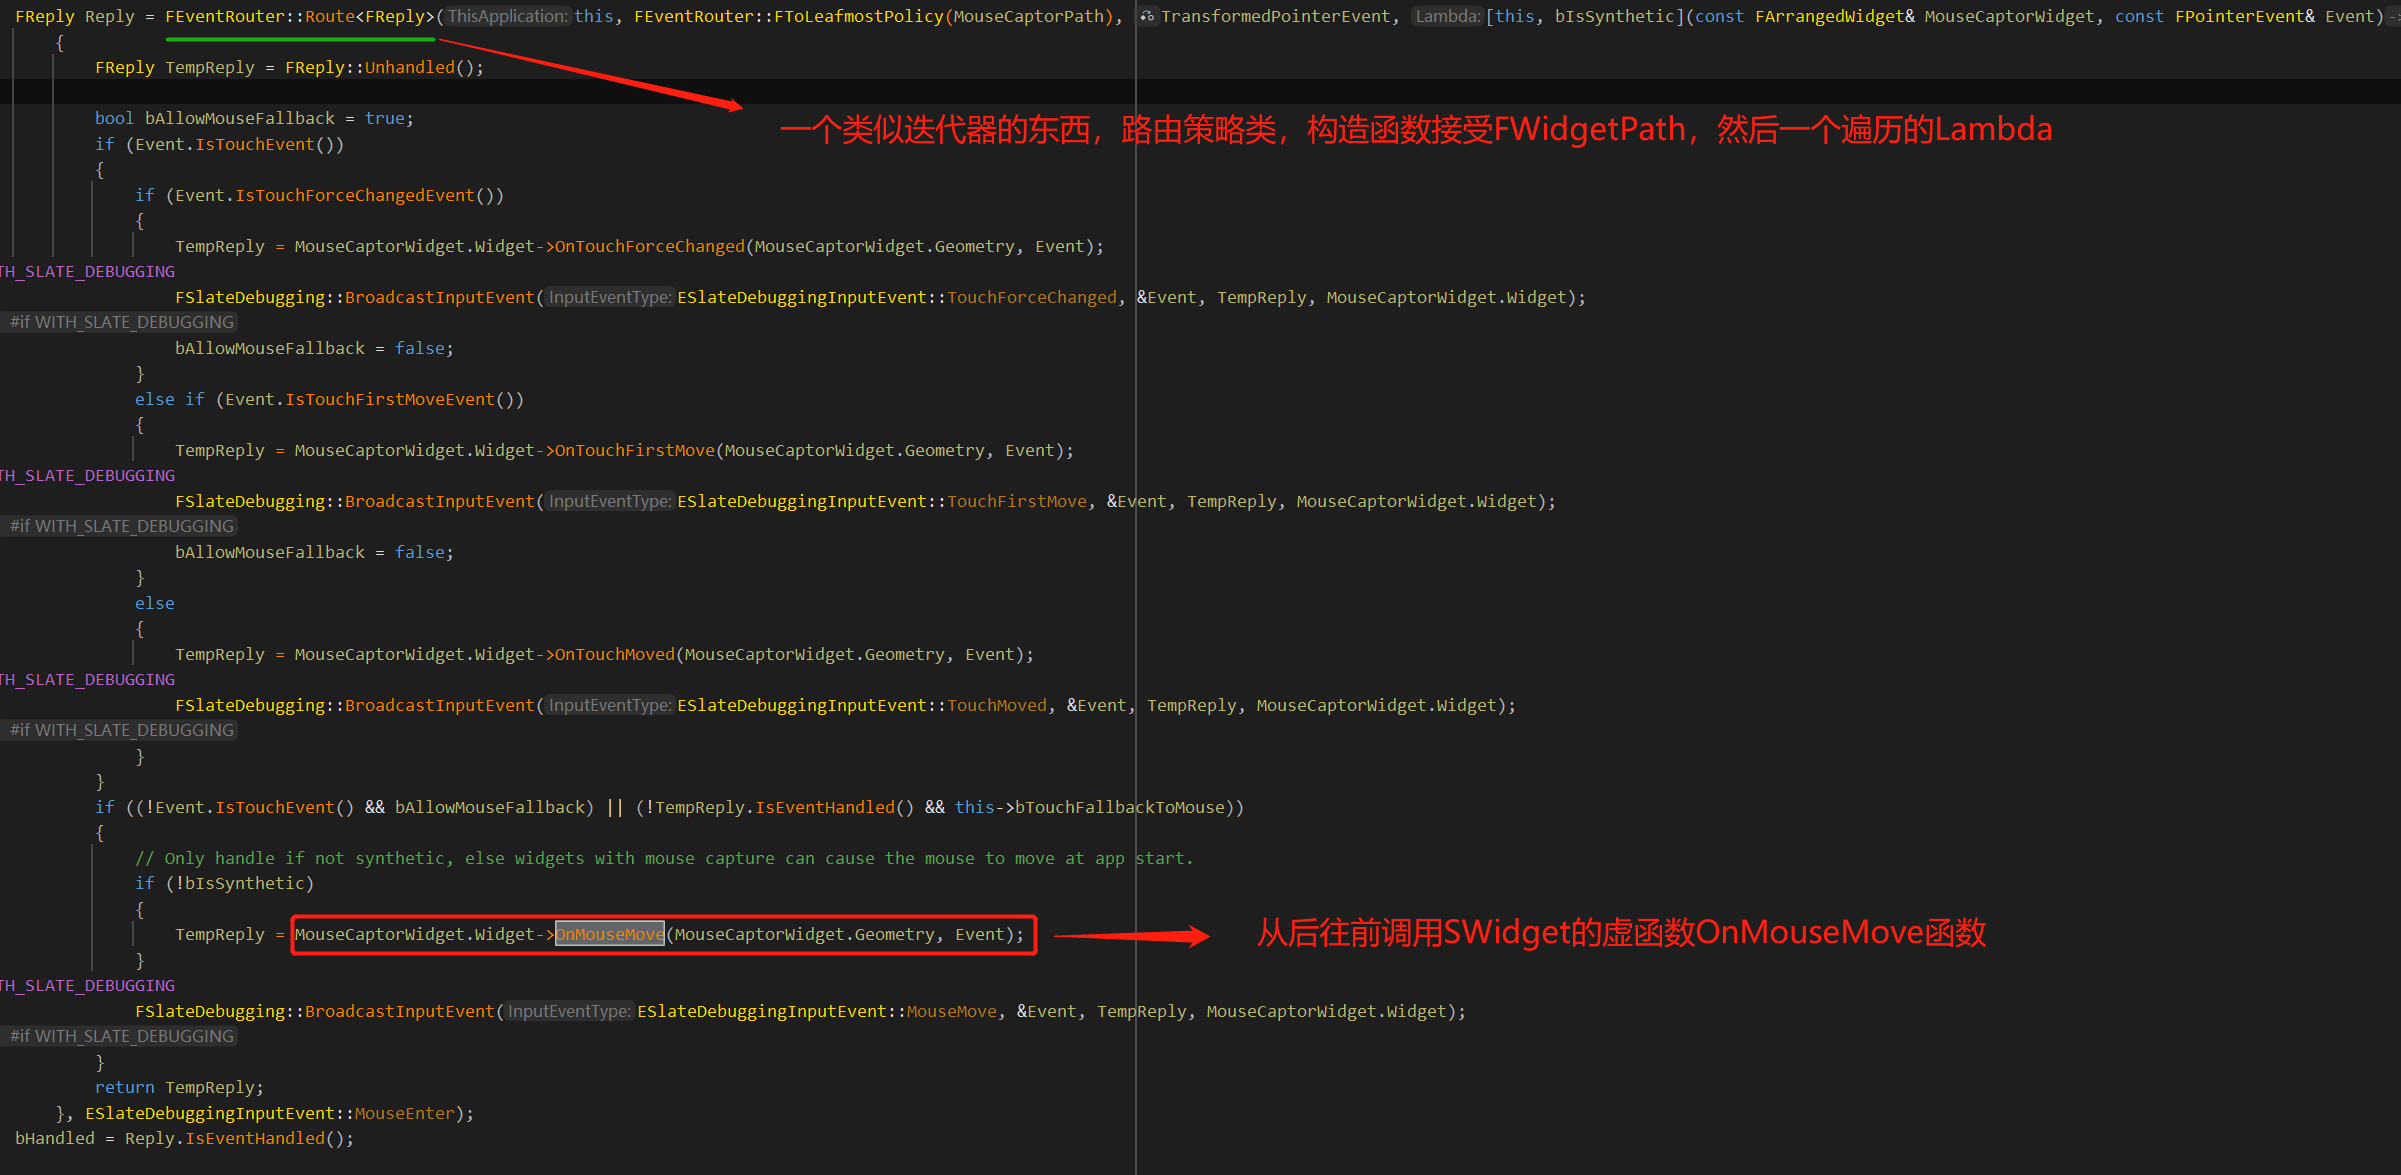 FReply Reply = FEventRouter::Route<FReply>(ThisApplication: this, FEventRouter::FToLeafmostPolicy(MouseCaptorPath), TransformedPointerEvent, Lambda: [this, bIsSynthetic](const FArrangedWidget& MouseCaptorWidget, const FPointerEvent& Event)
{
FReply TempReply = FReply::Unhandled();
bool bAllowMouseFallback = true;
一个类似迭代器的东西，路由策略类，构造函数接受FWidgetPath，然后一个遍历的Lambda
if (Event.IsTouchEvent())
{
if (Event.IsTouchForceChangedEvent())
{
TempReply = MouseCaptorWidget.Widget->OnTouchForceChanged(MouseCaptorWidget.Geometry, Event);
TH_SLATE_DEBUGGING
FSlateDebugging::BroadcastInputEvent(InputEventType: ESlateDebuggingInputEvent::TouchForceChanged, &Event, TempReply, MouseCaptorWidget.Widget);
#if WITH_SLATE_DEBUGGING
bAllowMouseFallback = false;
}
else if (Event.IsTouchFirstMoveEvent())
{
TempReply = MouseCaptorWidget.Widget->OnTouchFirstMove(MouseCaptorWidget.Geometry, Event);
TH_SLATE_DEBUGGING
FSlateDebugging::BroadcastInputEvent(InputEventType: ESlateDebuggingInputEvent::TouchFirstMove, &Event, TempReply, MouseCaptorWidget.Widget);
#if WITH_SLATE_DEBUGGING
bAllowMouseFallback = false;
}
else
{
TempReply = MouseCaptorWidget.Widget->OnTouchMoved(MouseCaptorWidget.Geometry, Event);
TH_SLATE_DEBUGGING
FSlateDebugging::BroadcastInputEvent(InputEventType: ESlateDebuggingInputEvent::TouchMoved, &Event, TempReply, MouseCaptorWidget.Widget);
#if WITH_SLATE_DEBUGGING
}
}
if ((!Event.IsTouchEvent() && bAllowMouseFallback) || (!TempReply.IsEventHandled() && this->bTouchFallbackToMouse))
{
// Only handle if not synthetic, else widgets with mouse capture can cause the mouse to move at app start.
if (!bIsSynthetic)
{
TempReply = MouseCaptorWidget.Widget->OnMouseMove(MouseCaptorWidget.Geometry, Event);
从后往前调用SWidget的虚函数OnMouseMove函数
}
TH_SLATE_DEBUGGING
FSlateDebugging::BroadcastInputEvent(InputEventType: ESlateDebuggingInputEvent::MouseMove, &Event, TempReply, MouseCaptorWidget.Widget);
#if WITH_SLATE_DEBUGGING
}
return TempReply;
}, ESlateDebuggingInputEvent::MouseEnter);
bHandled = Reply.IsEventHandled();